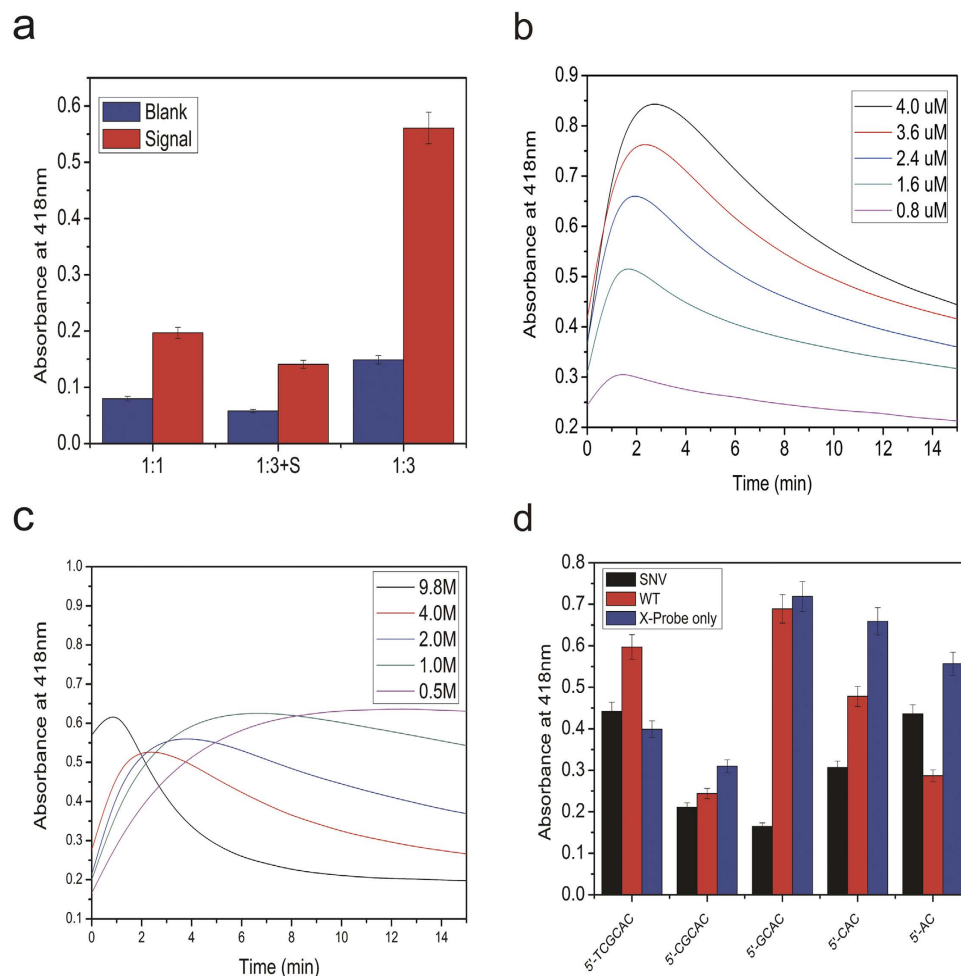 a
Absorbance at 418nm
0.6
0.5
0.4
0.3
0.2
0.1
0.0
Blank
Signal
1:1
1:3+S
1:3
b
Absorbance at 418nm
0.9
0.8
0.7
0.6
0.5
0.4
0.3
0.2
4.0 uM
3.6 uM
2.4 uM
1.6 uM
0.8 uM
0 2 4 6 8 10 12 14
Time (min)
c
Absorbance at 418nm
1.0
0.9
0.8
0.7
0.6
0.5
0.4
0.3
0.2
0.1
9.8M
4.0M
2.0M
1.0M
0.5M
0 2 4 6 8 10 12 14
Time (min)
d
Absorbance at 418nm
0.8
0.7
0.6
0.5
0.4
0.3
0.2
0.1
0.0
SNV
WT
X-Probe only
5'-TCGCAC
5'-CGCAC
5'-GCAC
5'-CAC
5'-AC